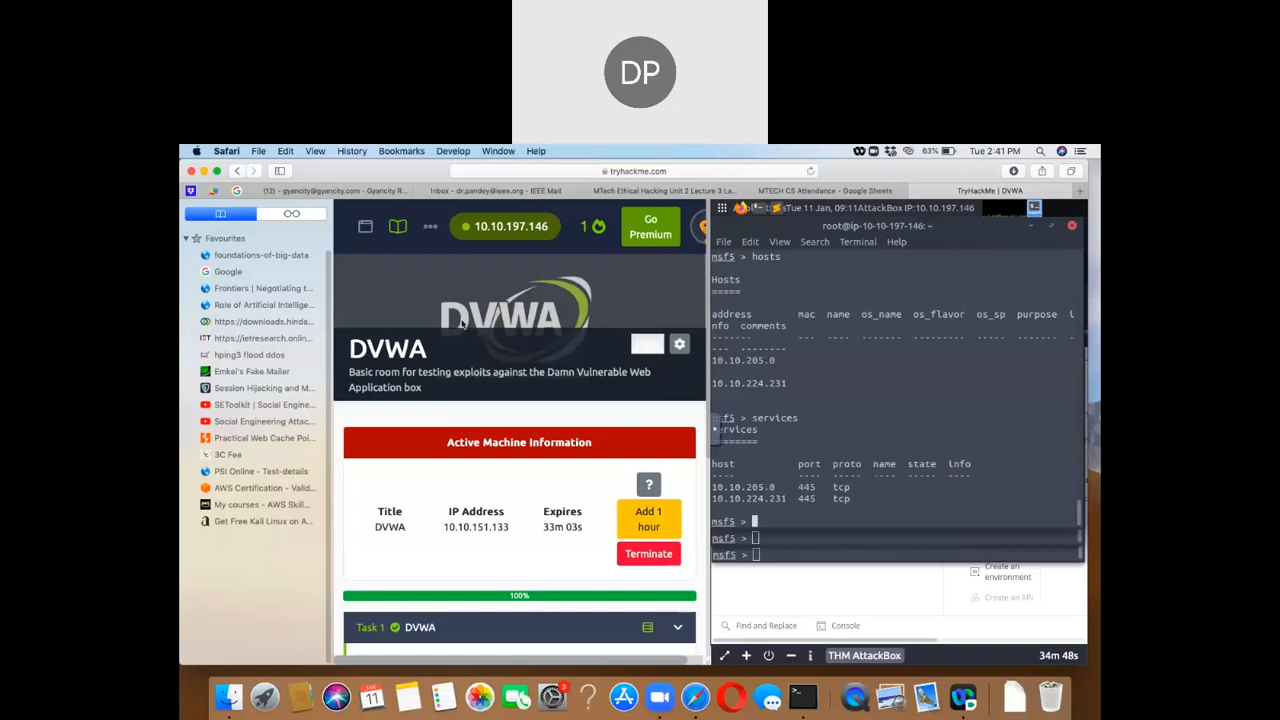 DP
Safari File Edit View History Bookmarks Develop Window Help
63% Tue 2:41 PM
tryhackme.com
(12) - gyancity@gyancity.com - Gyancity R...
Inbox - dr.pandey@ieee.org - IEEE Mail
MTech Ethical Hacking Unit 2 Lecture 3 La...
MTECH CS Attendance - Google Sheets
TryHackMe | DVWA
Favourites
foundations-of-big-data
Google
Frontiers | Negotiating t...
Role of Artificial Intellige...
https://downloads.hinda...
https://ietresearch.onlin...
hping3 flood ddos
Emkei's Fake Mailer
Session Hijacking and M...
SEToolkit | Social Engine...
Social Engineering Attac...
Practical Web Cache Poi...
3C Fee
PSI Online - Test-details
AWS Certification - Valid...
My courses - AWS Skill...
Get Free Kali Linux on A...
10.10.197.146
1
Go Premium
DVWA
DVWA
Basic room for testing exploits against the Damn Vulnerable Web
Application box
Active Machine Information
?
Title IP Address Expires
DVWA 10.10.151.133 33m 03s
Add 1
hour
Terminate
100%
Task 1 DVWA
Tue 11 Jan, 09:11 AttackBox IP:10.10.197.146
root@ip-10-10-197-146: ~
File Edit View Search Terminal Help
msf5 > hosts
Hosts
=====
address mac name os_name os_flavor os_sp purpose i
nfo comments
------- --- ---- ------- --------- ----- ------- -
--- --------
10.10.205.0
10.10.224.231
sf5 > services
ervices
=======
host port proto name state info
---- ---- ----- ---- ----- ----
10.10.205.0 445 tcp
10.10.224.231 445 tcp
msf5 >
msf5 >
msf5 >
Create an
environment
Create an API
Find and Replace Console
THM AttackBox
34m 48s
JAN
11
3